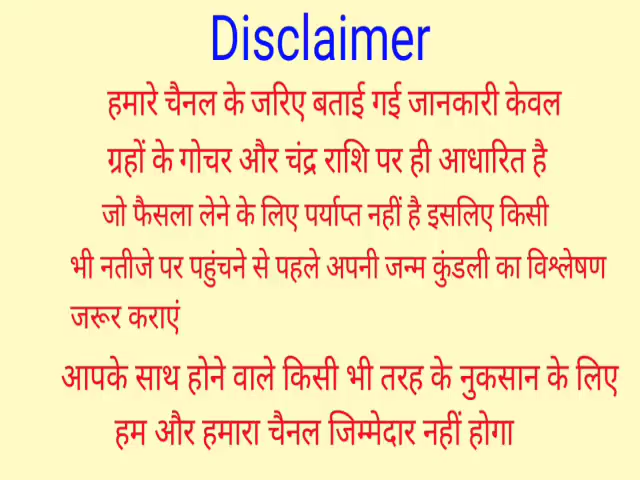 Disclaimer
हमारे चैनल के जरिए बताई गई जानकारी केवल
ग्रहों के गोचर और चंद्र राशि पर ही आधारित है
जो फैसला लेने के लिए पर्याप्त नहीं है इसलिए किसी
भी नतीजे पर पहुंचने से पहले अपनी जन्म कुंडली का विश्लेषण
जरूर कराएं
आपके साथ होने वाले किसी भी तरह के नुकसान के लिए
हम और हमारा चैनल जिम्मेदार नहीं होगा